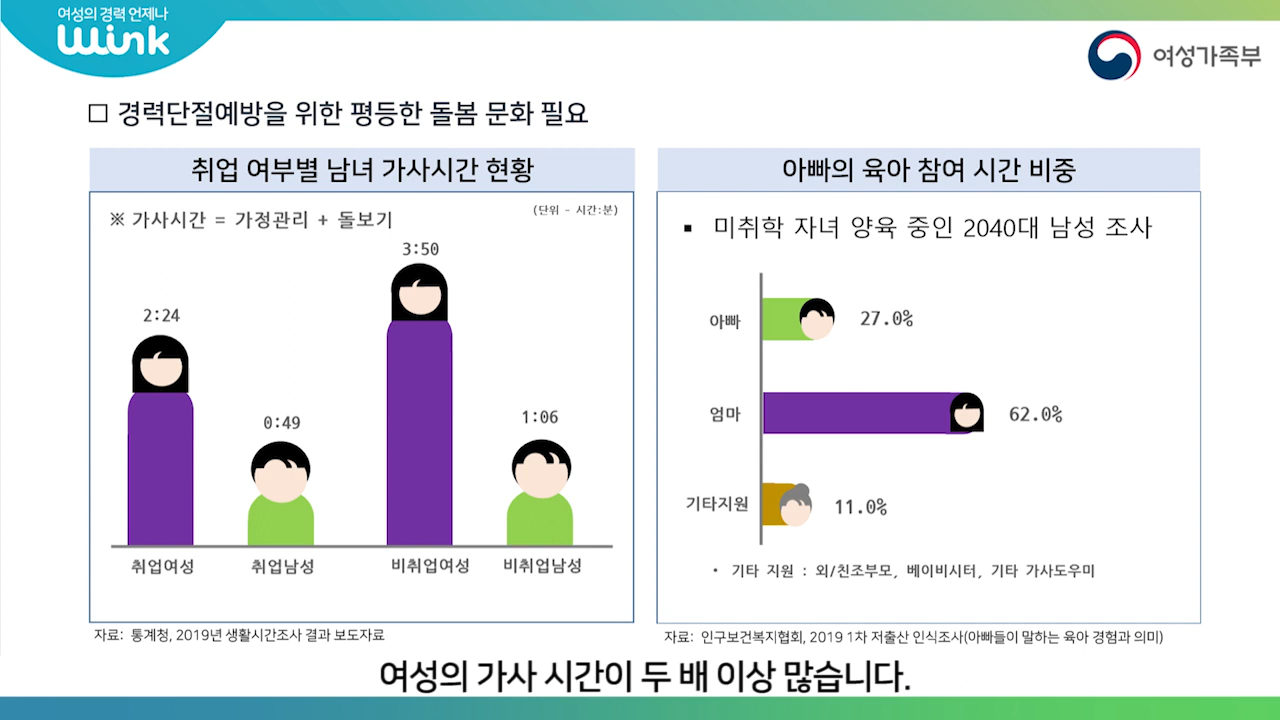 여성의 경력 언제나
wink
여성가족부
□ 경력단절예방을 위한 평등한 돌봄 문화 필요
취업 여부별 남녀 가사시간 현황
※ 가사시간 = 가정관리 + 돌보기
(단위 - 시간:분)
2:24
0:49
3:50
1:06
취업여성
취업남성
비취업여성
비취업남성
자료: 통계청, 2019년 생활시간조사 결과 보도자료
아빠의 육아 참여 시간 비중
▪ 미취학 자녀 양육 중인 2040대 남성 조사
아빠 27.0%
엄마 62.0%
기타지원 11.0%
• 기타 지원 : 외/친조부모, 베이비시터, 기타 가사도우미
자료: 인구보건복지협회, 2019 1차 저출산 인식조사(아빠들이 말하는 육아 경험과 의미)
여성의 가사 시간이 두 배 이상 많습니다.